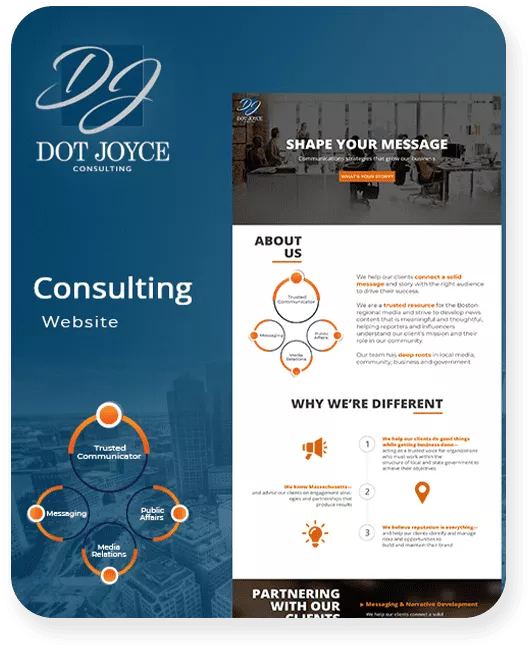 DJ
DOT JOYCE
CONSULTING
Consulting
Website
Trusted
Communicator
Messaging
Public
Affairs
Media
Relations
DJ
DOT JOYCE
SHAPE YOUR MESSAGE
Communications strategies that grow our business
WHAT'S YOUR STORY?
ABOUT
US
Trusted
Communicator
Messaging
Public
Affairs
Media
Relations
We help our clients connect a solid
message and story with the right audience
to drive their success.
We are a trusted resource for the Boston
regional media and strive to develop news
content that is meaningful and thoughtful,
helping reporters and influencers
understand our client's mission and their
role in our community.
Our team has deep roots in local media,
community; business and government
WHY WE'RE DIFFERENT
1
We help our clients do good things
while getting business done—
acting as a trusted voice for organizations
who must work within the
structure of local and state government to
achieve their objectives
We know Massachusetts—
and advise our clients on engagement strat-
egies and partnerships that
produce results
2
3
We believe reputation is everything—
and help clients identify and manage
risks and opportunities to
build and maintain their brand
PARTNERING
WITH OUR
CLIENTS
Messaging & Narrative Development
We help our clients connect a solid